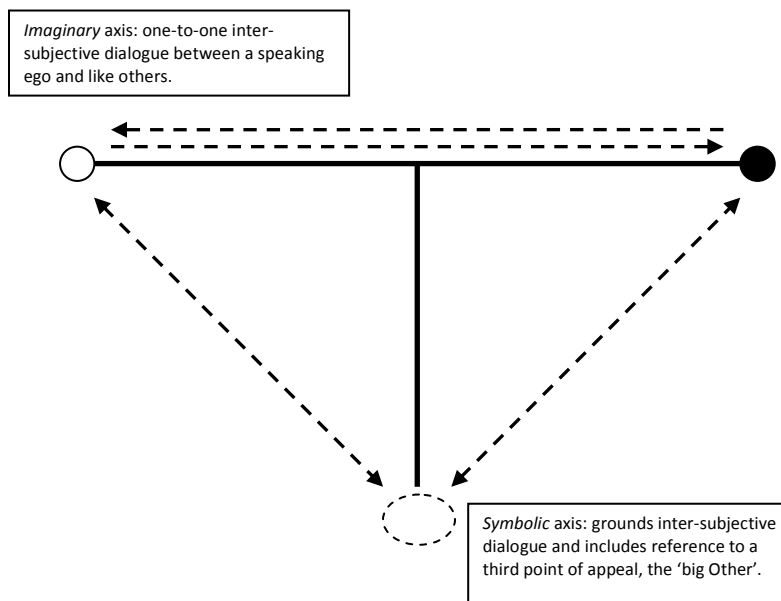 Imaginary axis: one-to-one inter-
subjective dialogue between a speaking
ego and like others.
Symbolic axis: grounds inter-subjective
dialogue and includes reference to a
third point of appeal, the ‘big Other’.